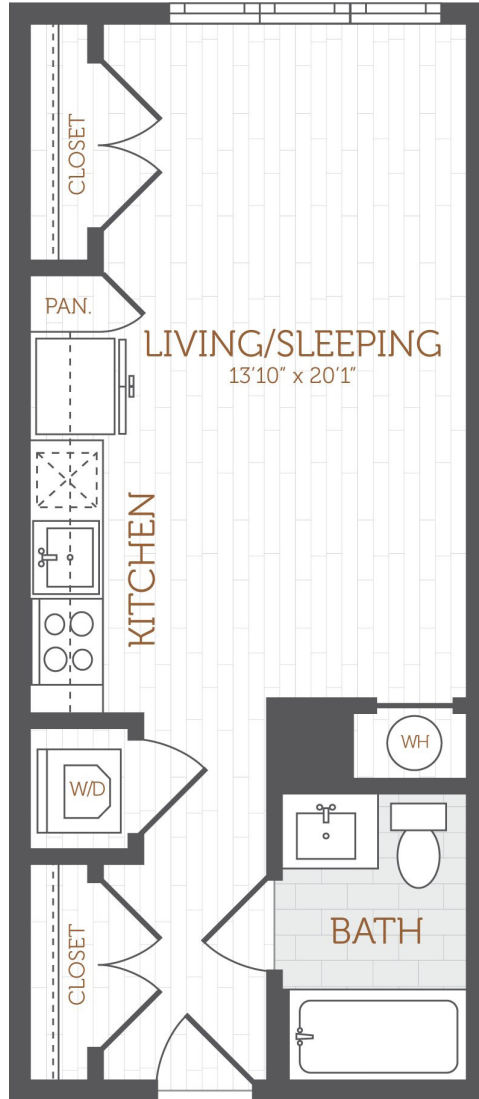 CLOSET
PAN.
LIVING/SLEEPING
13'10" x 20'1"
KITCHEN
WH
W/D
BATH
CLOSET